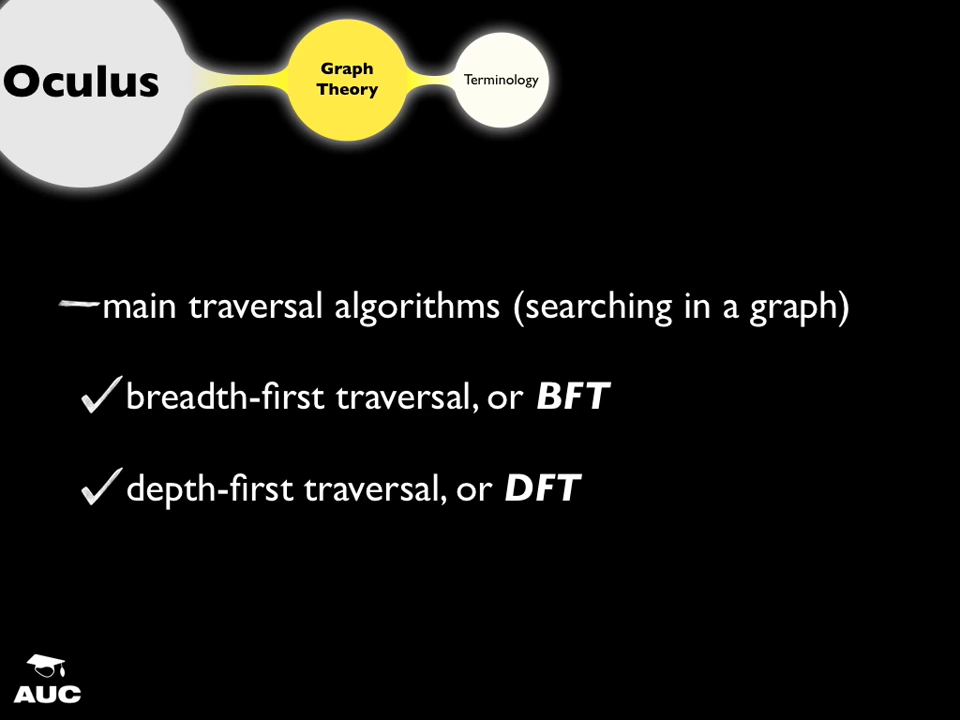 Oculus
Graph
Theory
Terminology
main traversal algorithms (searching in a graph)
breadth-first traversal, or BFT
depth-first traversal, or DFT
AUC